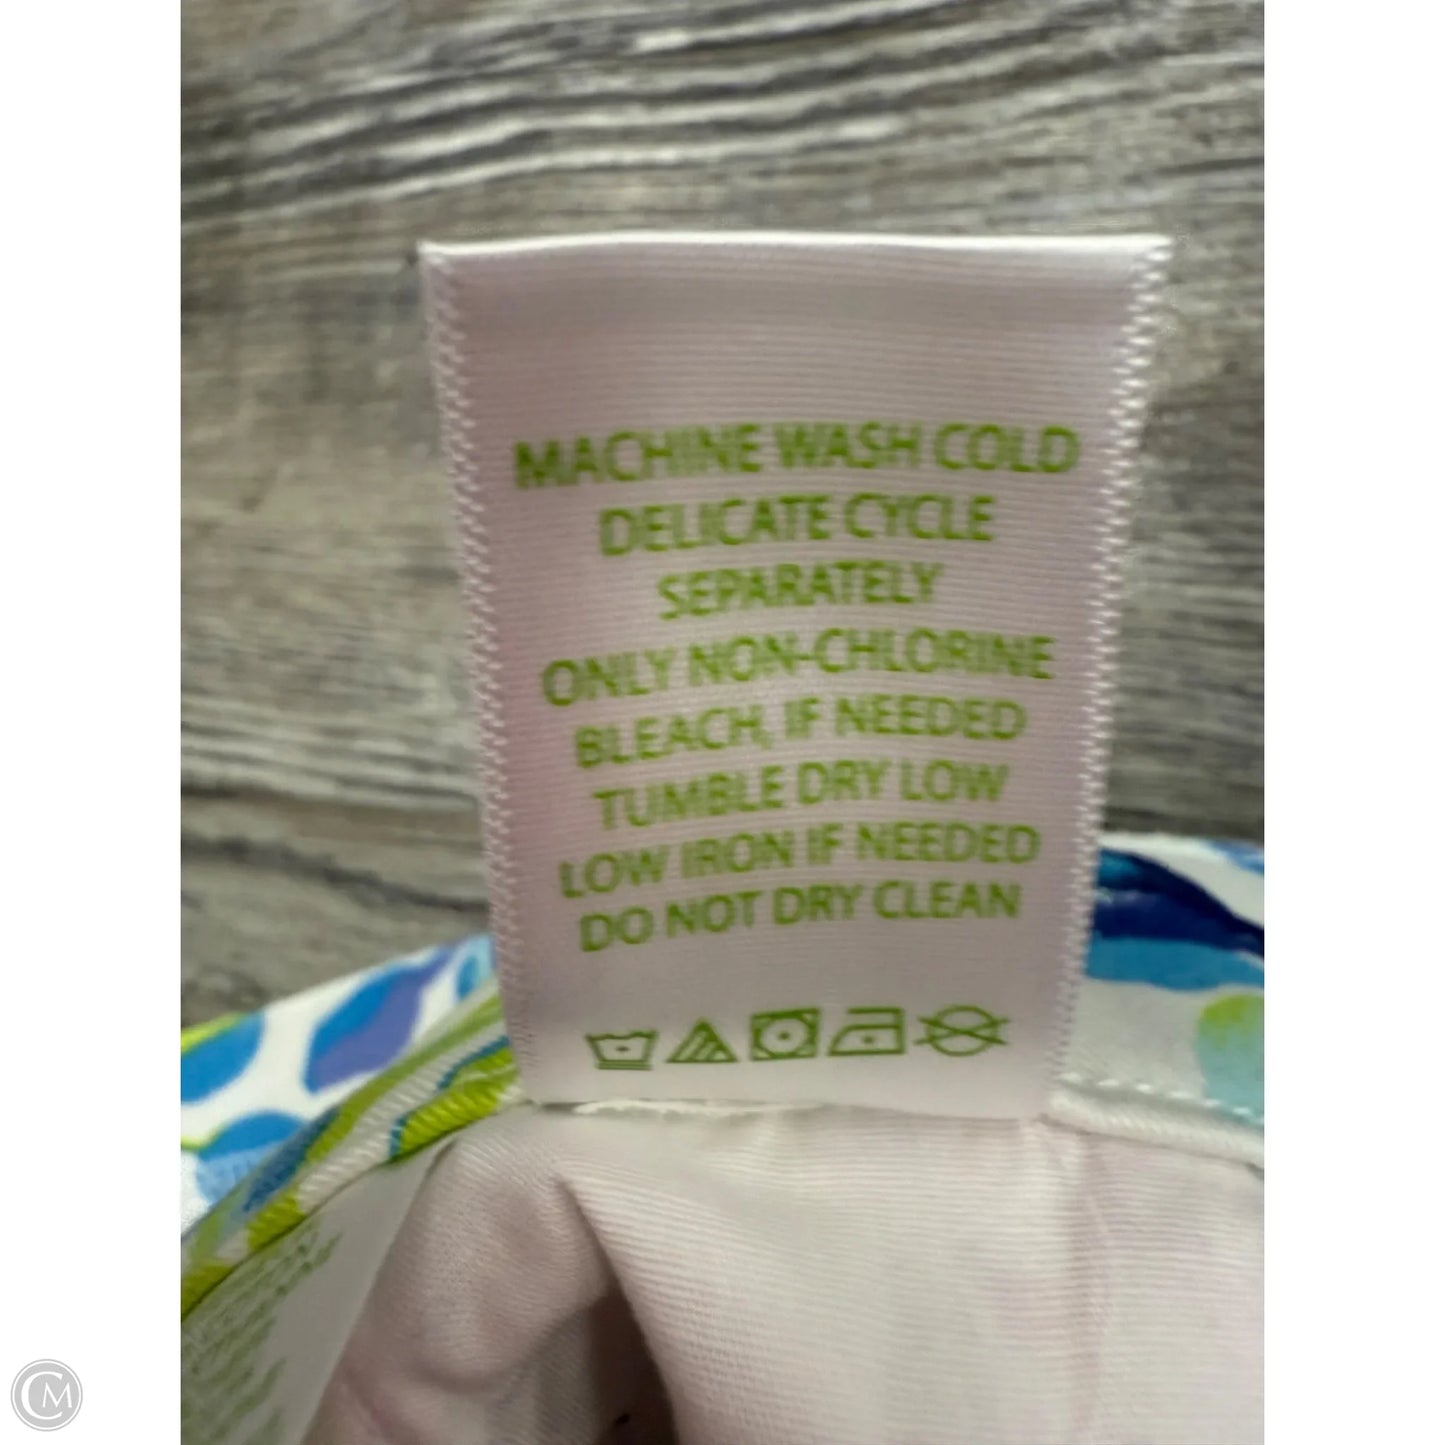 MACHINE WASH COLD
DELICATE CYCLE
SEPARATELY
ONLY NON-CHLORINE
BLEACH, IF NEEDED
TUMBLE DRY LOW
LOW IRON IF NEEDED
DO NOT DRY CLEAN
CM